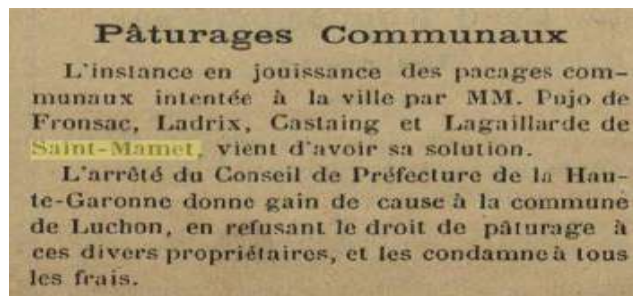 Pâturages Communaux
L'instance en jouissance des pacages com-
munaux intentée à la ville par MM. Pujo de
Fronsac, Ladrix, Castaing et Lagaillarde de
Saint-Mamet, vient d'avoir sa solution.
L'arrêté du Conseil de Préfecture de la Hau-
te-Garonne donne gain de cause à la commune
de Luchon, en refusant le droit de pâturage à
ces divers propriétaires, et les condamne à tous
les frais.